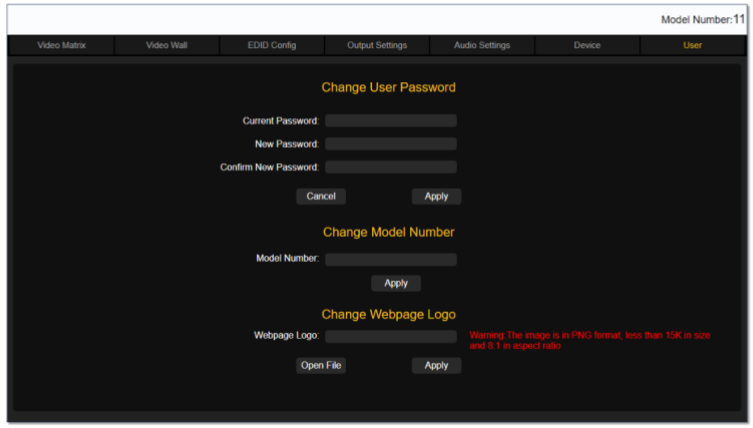 Model Number:11
Video Matrix Video Wall EDID Config Output Settings Audio Settings Device User
Change User Password
Current Password:
New Password:
Confirm New Password:
Cancel Apply
Change Model Number
Model Number:
Apply
Change Webpage Logo
Webpage Logo: Warning:The image is in PNG format, less than 15K in size
and 8:1 in aspect ratio
Open File Apply